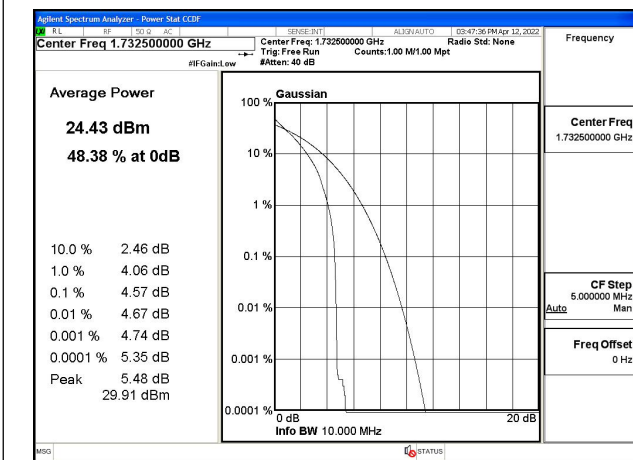 Agilent Spectrum Analyzer - Power Stat CCDF
RL RF 50 Ω AC SENSE:INT ALIGN AUTO 03:47:36 PM Apr 12, 2022
Center Freq 1.732500000 GHz
Center Freq: 1.732500000 GHz Radio Std: None
Trig: Free Run Counts:1.00 M/1.00 Mpt
#IFGain:Low #Atten: 40 dB
Average Power
24.43 dBm
48.38 % at 0dB
10.0 % 2.46 dB
1.0 % 4.06 dB
0.1 % 4.57 dB
0.01 % 4.67 dB
0.001 % 4.74 dB
0.0001 % 5.35 dB
Peak 5.48 dB
29.91 dBm
Gaussian
100 %
10 %
1 %
0.1 %
0.01 %
0.001 %
0.0001 %
0 dB 20 dB
Info BW 10.000 MHz
Frequency
Center Freq
1.732500000 GHz
CF Step
5.000000 MHz
Auto Man
Freq Offset
0 Hz
MSG STATUS